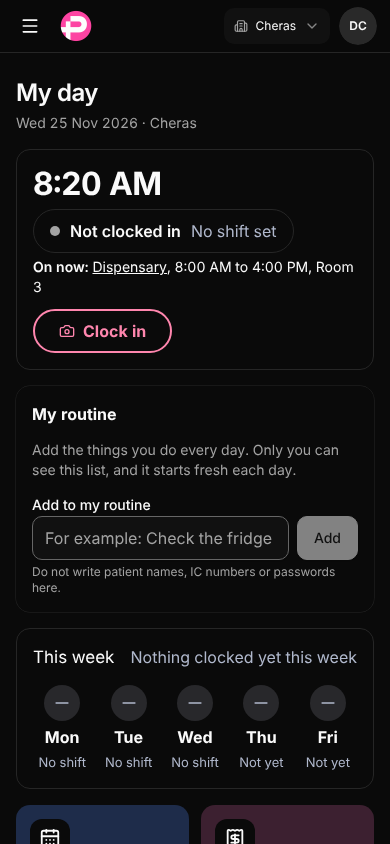 Cheras
DC
My day
Wed 25 Nov 2026 · Cheras
8:20 AM
Not clocked in No shift set
On now: Dispensary, 8:00 AM to 4:00 PM, Room
3
Clock in
My routine
Add the things you do every day. Only you can
see this list, and it starts fresh each day.
Add to my routine
For example: Check the fridge
Add
Do not write patient names, IC numbers or passwords
here.
This week Nothing clocked yet this week
Mon Tue Wed Thu Fri
No shift No shift No shift Not yet Not yet